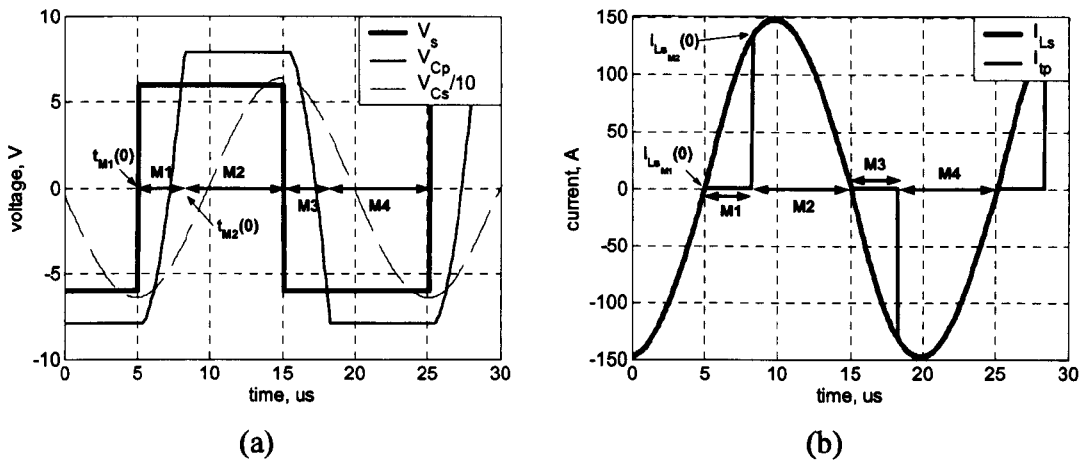 10
5
0
-5
-10
voltage, V
V_s
V_Cp
V_Cs/10
t_M1(0)
M1
M2
M3
M4
t_M2(0)
0 5 10 15 20 25 30
time, us
(a)
150
100
50
0
-50
-100
-150
current, A
I_Ls
I_tp
I_Ls_M2(0)
I_Ls_M1(0)
M1
M2
M3
M4
0 5 10 15 20 25 30
time, us
(b)